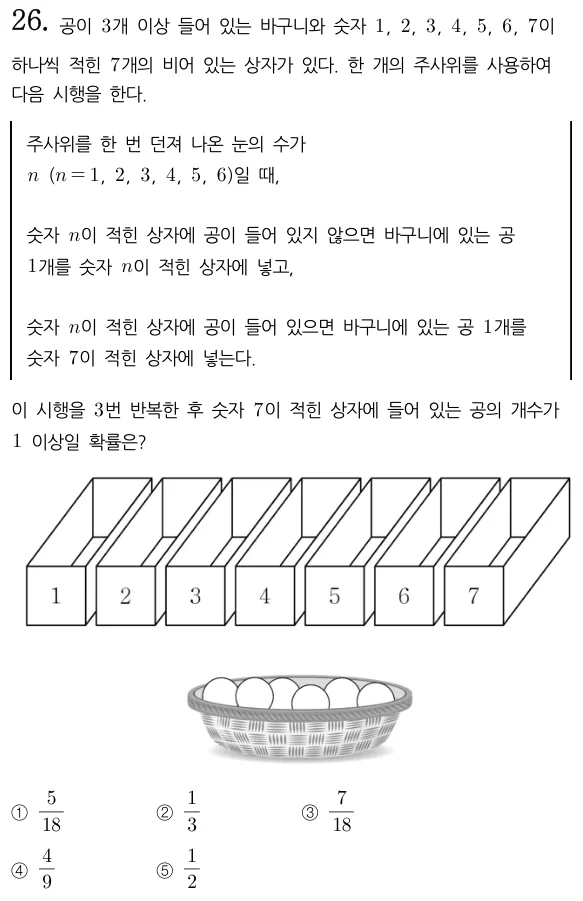 26. 공이 3개 이상 들어 있는 바구니와 숫자 1, 2, 3, 4, 5, 6, 7이
하나씩 적힌 7개의 비어 있는 상자가 있다. 한 개의 주사위를 사용하여
다음 시행을 한다.
주사위를 한 번 던져 나온 눈의 수가
n (n=1, 2, 3, 4, 5, 6)일 때,
숫자 n이 적힌 상자에 공이 들어 있지 않으면 바구니에 있는 공
1개를 숫자 n이 적힌 상자에 넣고,
숫자 n이 적힌 상자에 공이 들어 있으면 바구니에 있는 공 1개를
숫자 7이 적힌 상자에 넣는다.
이 시행을 3번 반복한 후 숫자 7이 적힌 상자에 들어 있는 공의 개수가
1 이상일 확률은?
1 2 3 4 5 6 7
① 5/18 ② 1/3 ③ 7/18
④ 4/9 ⑤ 1/2